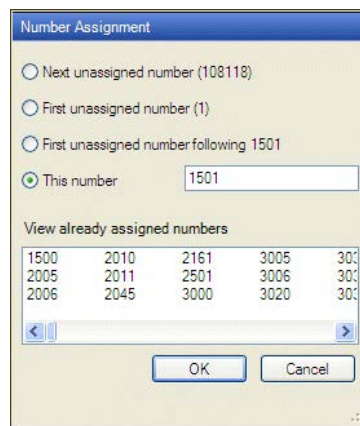 Number Assignment
Next unassigned number (108118)
First unassigned number (1)
First unassigned number following 1501
This number 1501
View already assigned numbers
1500 2010 2161 3005
2005 2011 2501 3006
2006 2045 3000 3020
OK Cancel